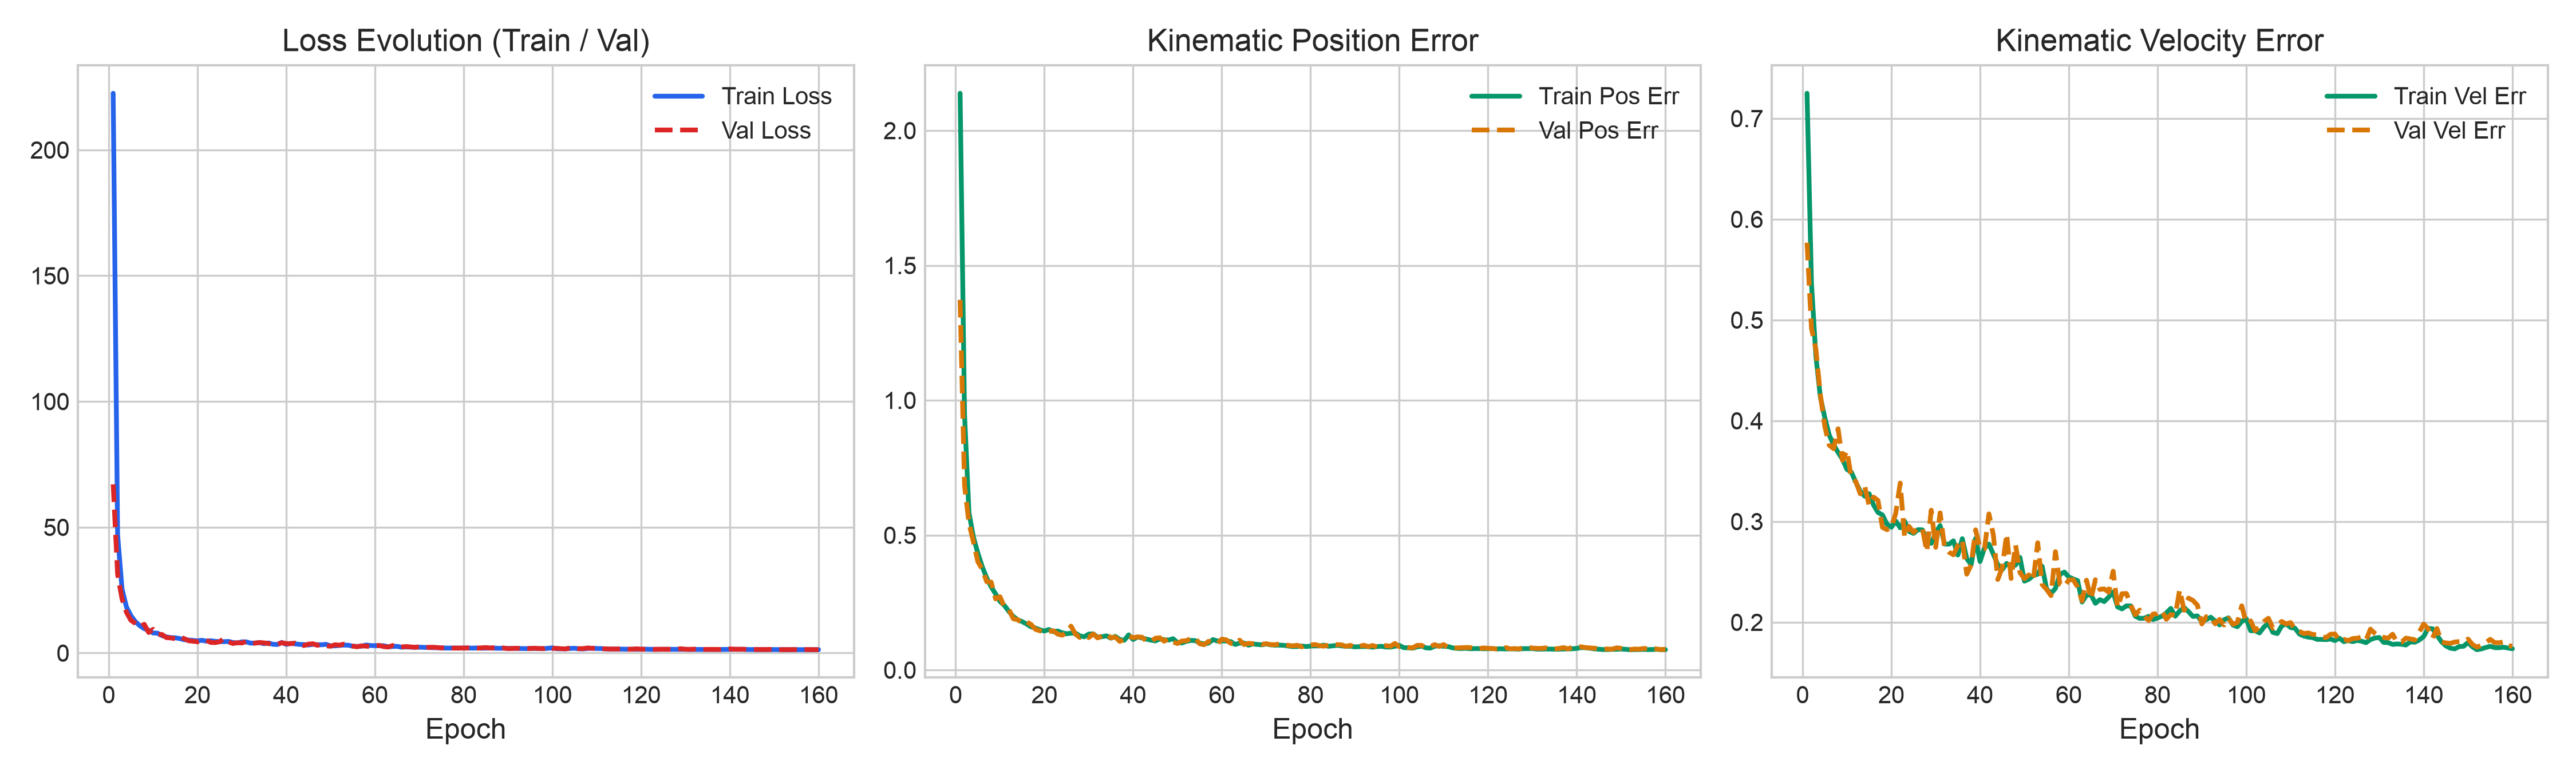 Loss Evolution (Train / Val)
Train Loss
Val Loss
200
150
100
50
0
0 20 40 60 80 100 120 140 160
Epoch
Kinematic Position Error
Train Pos Err
Val Pos Err
2.0
1.5
1.0
0.5
0.0
0 20 40 60 80 100 120 140 160
Epoch
Kinematic Velocity Error
Train Vel Err
Val Vel Err
0.7
0.6
0.5
0.4
0.3
0.2
0 20 40 60 80 100 120 140 160
Epoch